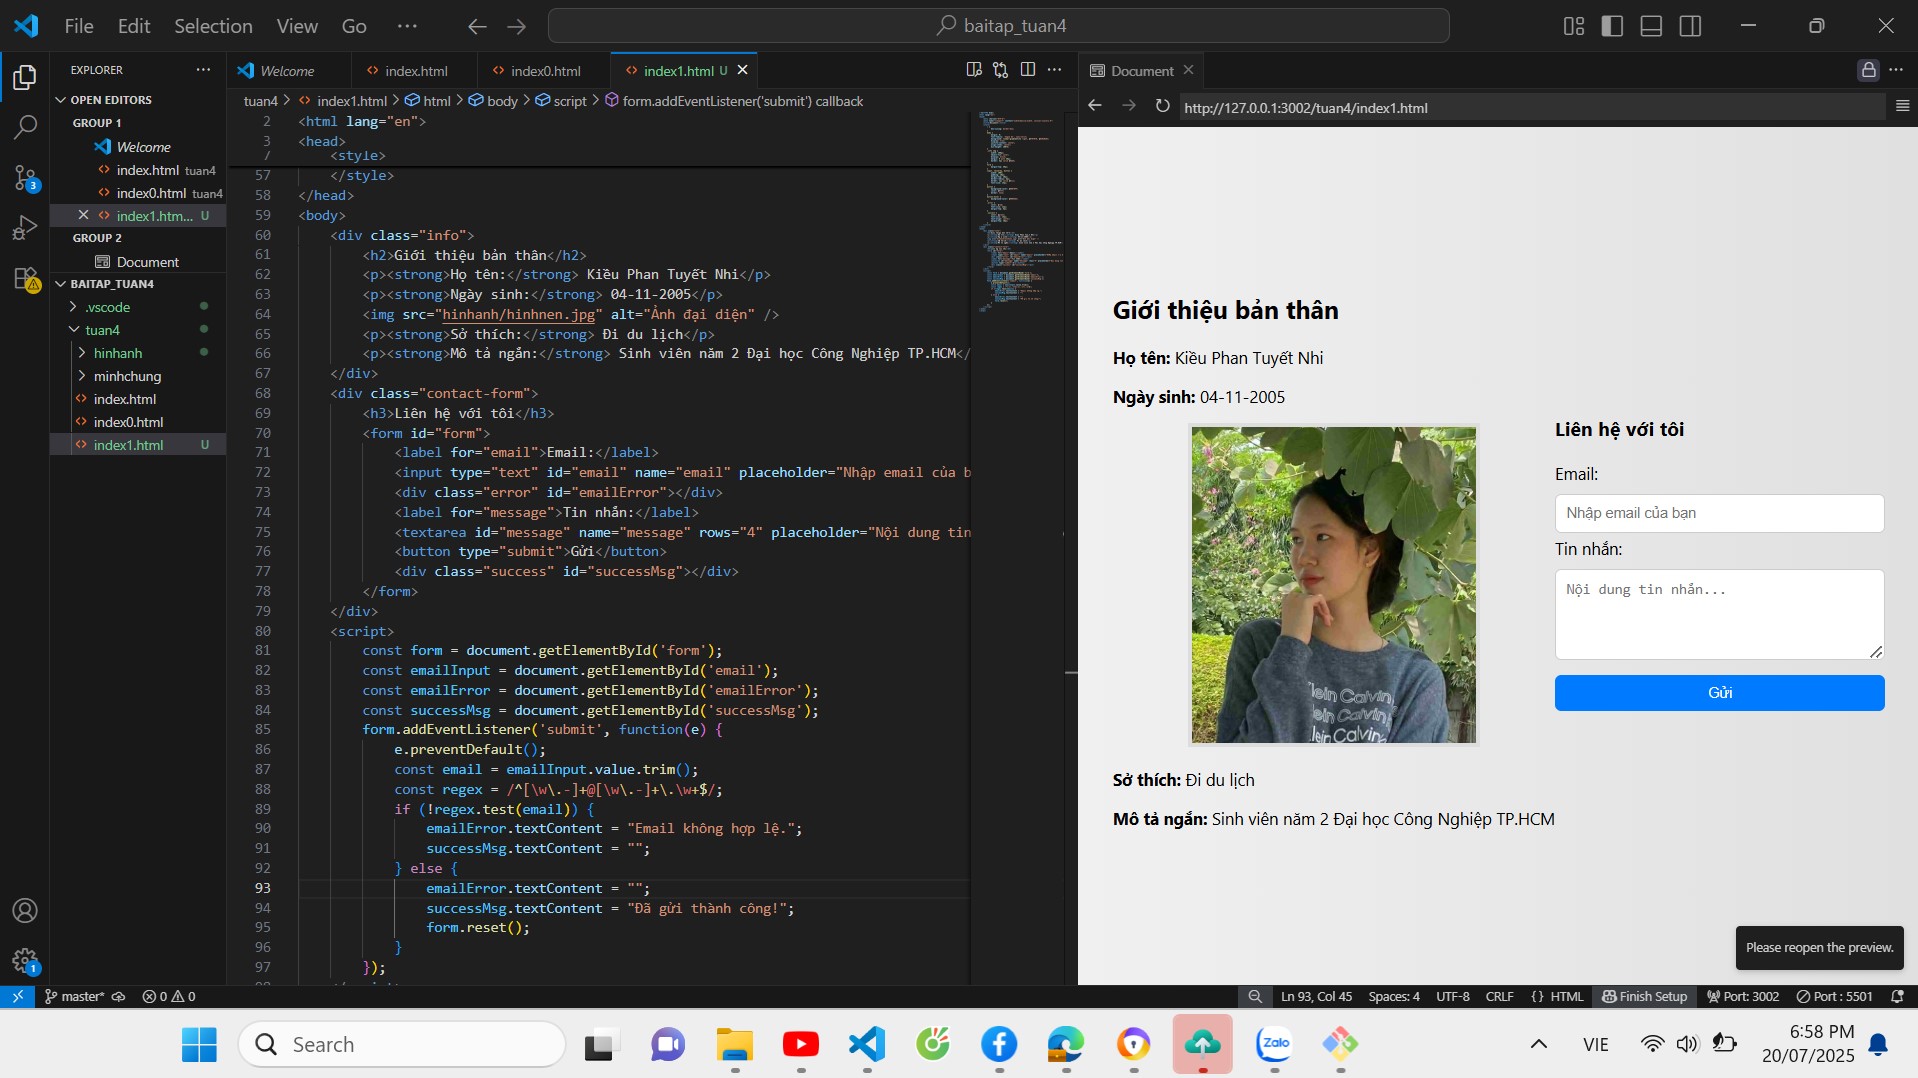 File Edit Selection View Go ··· baitap_tuan4
EXPLORER ···
OPEN EDITORS
GROUP 1
Welcome
index.html tuan4
index0.html tuan4
index1.htm... U
GROUP 2
Document
BAITAP_TUAN4
.vscode
tuan4
hinhanh
minhchung
index.html
index0.html
index1.html U
3
1
Welcome index.html index0.html index1.html U
tuan4 > index1.html > html > body > script > form.addEventListener('submit') callback
2 <html lang="en">
3 <head>
7 <style>
57 </style>
58 </head>
59 <body>
60 <div class="info">
61 <h2>Giới thiệu bản thân</h2>
62 <p><strong>Họ tên:</strong> Kiều Phan Tuyết Nhi</p>
63 <p><strong>Ngày sinh:</strong> 04-11-2005</p>
64 <img src="hinhanh/hinhnen.jpg" alt="Ảnh đại diện" />
65 <p><strong>Sở thích:</strong> Đi du lịch</p>
66 <p><strong>Mô tả ngắn:</strong> Sinh viên năm 2 Đại học Công Nghiệp TP.HCM</
67 </div>
68 <div class="contact-form">
69 <h3>Liên hệ với tôi</h3>
70 <form id="form">
71 <label for="email">Email:</label>
72 <input type="text" id="email" name="email" placeholder="Nhập email của b
73 <div class="error" id="emailError"></div>
74 <label for="message">Tin nhắn:</label>
75 <textarea id="message" name="message" rows="4" placeholder="Nội dung tin
76 <button type="submit">Gửi</button>
77 <div class="success" id="successMsg"></div>
78 </form>
79 </div>
80 <script>
81 const form = document.getElementById('form');
82 const emailInput = document.getElementById('email');
83 const emailError = document.getElementById('emailError');
84 const successMsg = document.getElementById('successMsg');
85 form.addEventListener('submit', function(e) {
86 e.preventDefault();
87 const email = emailInput.value.trim();
88 const regex = /^[\w\.-]+@[\w\.-]+\.\w+$/;
89 if (!regex.test(email)) {
90 emailError.textContent = "Email không hợp lệ.";
91 successMsg.textContent = "";
92 } else {
93 emailError.textContent = "";
94 successMsg.textContent = "Đã gửi thành công!";
95 form.reset();
96 }
97 });
Document
http://127.0.0.1:3002/tuan4/index1.html
Giới thiệu bản thân
Họ tên: Kiều Phan Tuyết Nhi
Ngày sinh: 04-11-2005
lein Calvin
lein Calvin
lein Calvin
Sở thích: Đi du lịch
Mô tả ngắn: Sinh viên năm 2 Đại học Công Nghiệp TP.HCM
Liên hệ với tôi
Email:
Nhập email của bạn
Tin nhắn:
Nội dung tin nhắn...
Gửi
Please reopen the preview.
master* 0 0 Ln 93, Col 45 Spaces: 4 UTF-8 CRLF {} HTML Finish Setup Port: 3002 Port : 5501
Search Zalo VIE 6:58 PM
20/07/2025